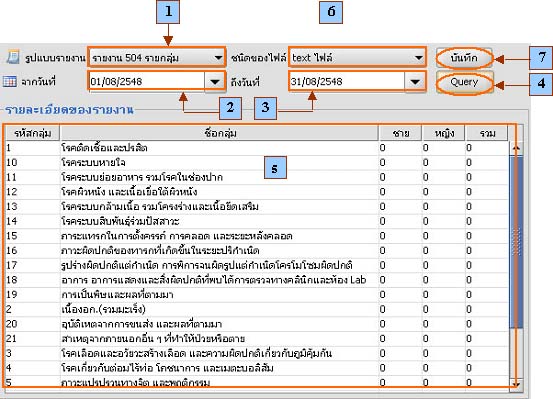 1
6
รูปแบบรายงาน รายงาน 504 รายกลุ่ม ชนิดของไฟล์ text ไฟล์ บันทึก 7
จากวันที่ 01/08/2548 ถึงวันที่ 31/08/2548 Query 4
2 3
รายละเอียดของรายงาน
รหัสกลุ่ม ชื่อกลุ่ม ชาย หญิง รวม
1 โรคติดเชื้อและปรสิต 0 0 0
10 โรคระบบหายใจ 0 0 0
11 โรคระบบย่อยอาหาร รวมโรคในช่องปาก 5 0 0 0
12 โรคผิวหนัง และเนื้อเยื่อใต้ผิวหนัง 0 0 0
13 โรคระบบกล้ามเนื้อ รวมโครงร่างและเนื้อยึดเสริม 0 0 0
14 โรคระบบสืบพันธุ์ร่วมปัสสาวะ 0 0 0
15 ภาวะแทรกในการตั้งครรภ์ การคลอด และระยะหลังคลอด 0 0 0
16 ภาวะผิดปกติของทารกที่เกิดขึ้นในระยะปริกำเนิด 0 0 0
17 รูปร่างผิดปกติแต่กำเนิด การพิการจนผิดรูปแต่กำเนิดโครโมโซมผิดปกติ 0 0 0
18 อาการ อาการแสดงและสิ่งผิดปกติที่พบได้การตรวจทางคลินิกและห้อง Lab 0 0 0
19 การเป็นพิษและผลที่ตามมา 0 0 0
2 เนื้องอก.(รวมมะเร็ง) 0 0 0
20 อุบัติเหตุจากการขนส่ง และผลที่ตามมา 0 0 0
21 สาเหตุจากภายนอกอื่น ๆ ที่ทำให้ป่วยหรือตาย 0 0 0
3 โรคเลือดและอวัยวะสร้างเลือด และความผิดปกติเกี่ยวกับภูมิคุ้มกัน 0 0 0
4 โรคเกี่ยวกับต่อมไร้ท่อ โภชนาการ และเมตะบอลิสัม 0 0 0
5 ภาวะแปรปรวนทางจิต และพฤติกรรม 0 0 0